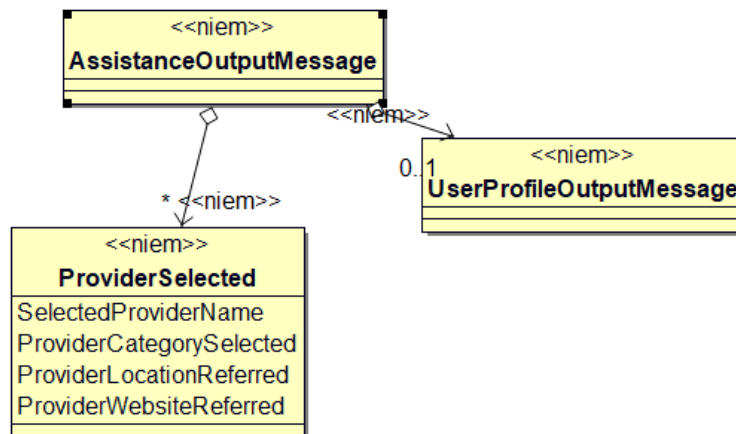 <<niem>>
AssistanceOutputMessage
<<niem>>
<<niem>>
0..1
UserProfileOutputMessage
* <<niem>>
<<niem>>
ProviderSelected
SelectedProviderName
ProviderCategorySelected
ProviderLocationReferred
ProviderWebsiteReferred